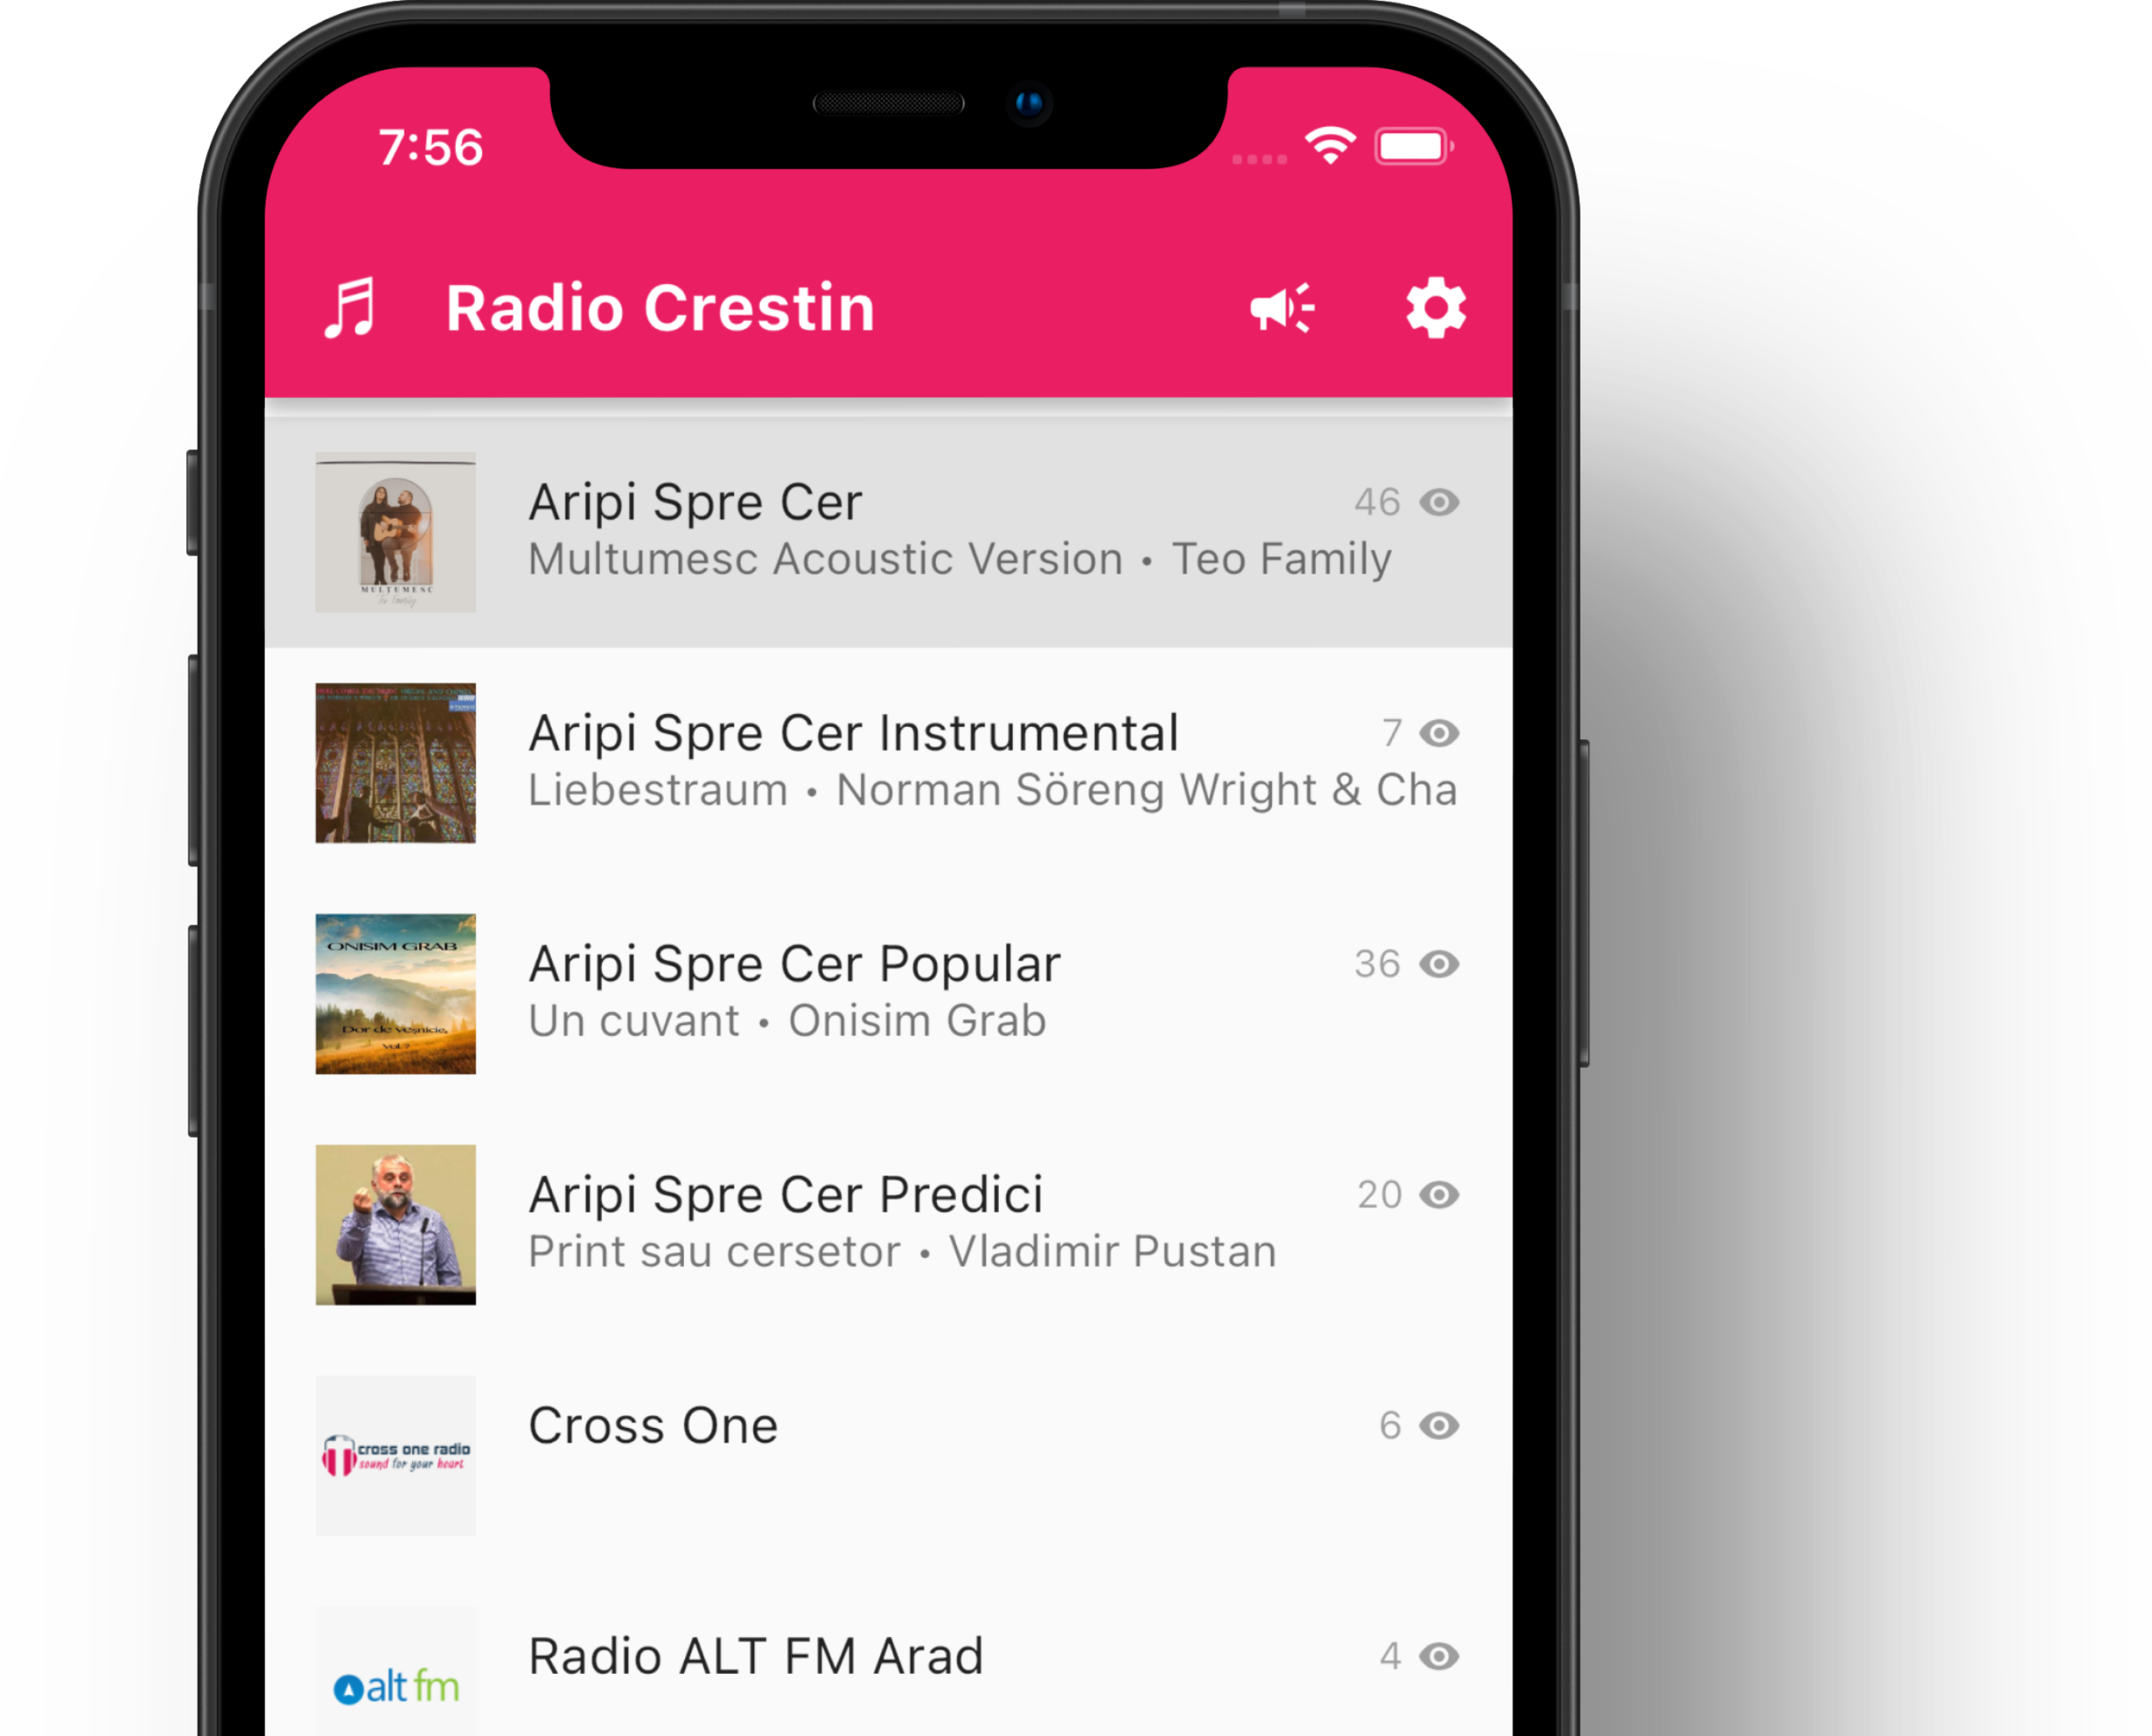 7:56
Radio Crestin
Aripi Spre Cer
46
Multumesc Acoustic Version • Teo Family
MULTUMESC
Teo Family
Aripi Spre Cer Instrumental
7
Liebestraum • Norman Söreng Wright & Cha
ONISIM GRAB
Dor de veșnicie,
Aripi Spre Cer Popular
36
Un cuvant • Onisim Grab
Aripi Spre Cer Predici
20
Print sau cersetor • Vladimir Pustan
cross one radio
sound for your heart
Cross One
6
Radio ALT FM Arad
4
alt fm